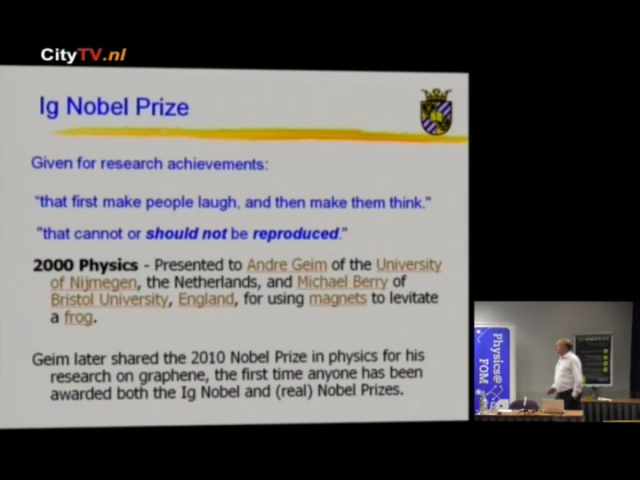 CityTV.nl
Ig Nobel Prize
Given for research achievements:
"that first make people laugh, and then make them think."
"that cannot or should not be reproduced."
2000 Physics - Presented to Andre Geim of the University
of Nijmegen, the Netherlands, and Michael Berry of
Bristol University, England, for using magnets to levitate
a frog.
Geim later shared the 2010 Nobel Prize in physics for his
research on graphene, the first time anyone has been
awarded both the Ig Nobel and (real) Nobel Prizes.
Physics@
FOM